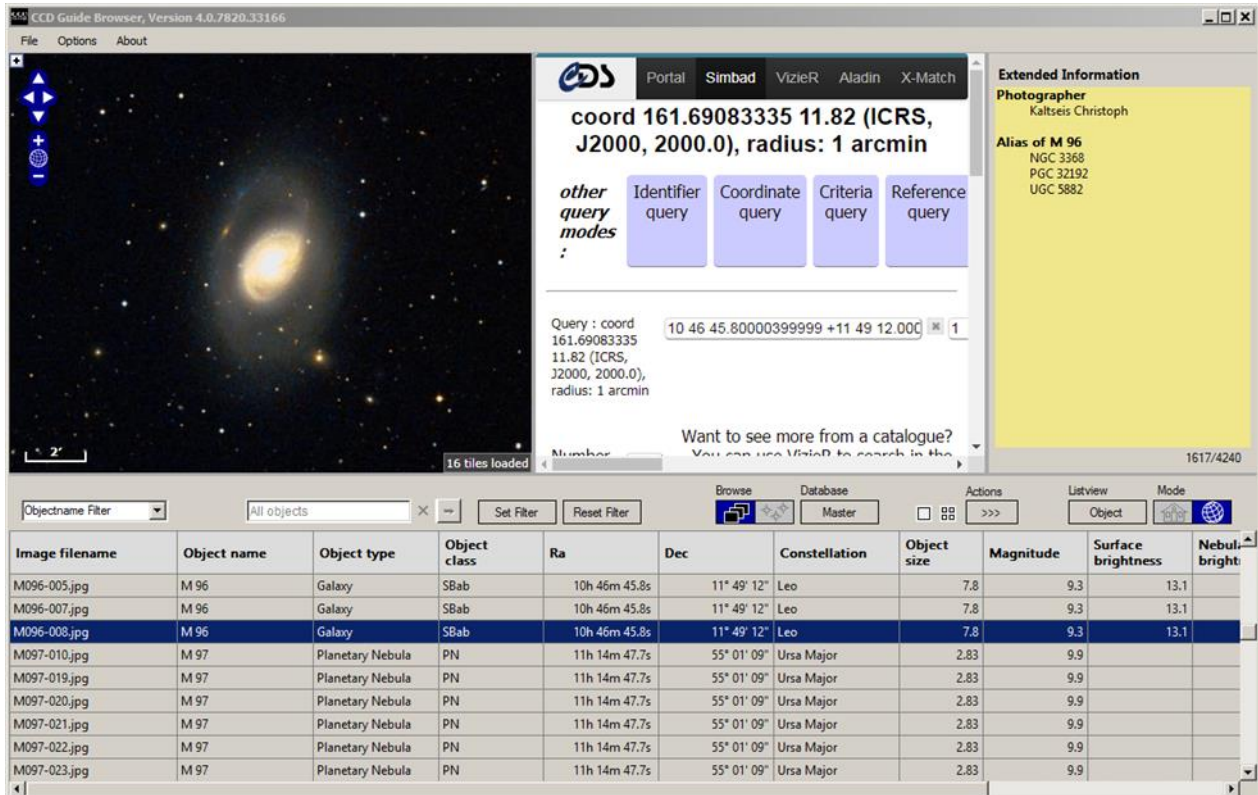 CCD Guide Browser, Version 4.0.7820.33166
File Options About
2'
16 tiles loaded
CDS Portal Simbad VizieR Aladin X-Match
coord 161.69083335 11.82 (ICRS,
J2000, 2000.0), radius: 1 arcmin
other
query
modes
:
Identifier
query
Coordinate
query
Criteria
query
Reference
query
Query : coord
161.69083335
11.82 (ICRS,
J2000, 2000.0),
radius: 1 arcmin
10 46 45.80000399999 +11 49 12.000
1
Want to see more from a catalogue?
Number
You can use VizieR to search in the
Extended Information
Photographer
Kaltseis Christoph
Alias of M 96
NGC 3368
PGC 32192
UGC 5882
1617/4240
Browse Database Actions Listview Mode
Objectname Filter All objects Set Filter Reset Filter Master >>> Object
Image filename Object name Object type Object class Ra Dec Constellation Object size Magnitude Surface brightness
M096-005.jpg M 96 Galaxy SBab 10h 46m 45.8s 11° 49' 12" Leo 7.8 9.3 13.1
M096-007.jpg M 96 Galaxy SBab 10h 46m 45.8s 11° 49' 12" Leo 7.8 9.3 13.1
M096-008.jpg M 96 Galaxy SBab 10h 46m 45.8s 11° 49' 12" Leo 7.8 9.3 13.1
M097-010.jpg M 97 Planetary Nebula PN 11h 14m 47.7s 55° 01' 09" Ursa Major 2.83 9.9
M097-019.jpg M 97 Planetary Nebula PN 11h 14m 47.7s 55° 01' 09" Ursa Major 2.83 9.9
M097-020.jpg M 97 Planetary Nebula PN 11h 14m 47.7s 55° 01' 09" Ursa Major 2.83 9.9
M097-021.jpg M 97 Planetary Nebula PN 11h 14m 47.7s 55° 01' 09" Ursa Major 2.83 9.9
M097-022.jpg M 97 Planetary Nebula PN 11h 14m 47.7s 55° 01' 09" Ursa Major 2.83 9.9
M097-023.jpg M 97 Planetary Nebula PN 11h 14m 47.7s 55° 01' 09" Ursa Major 2.83 9.9